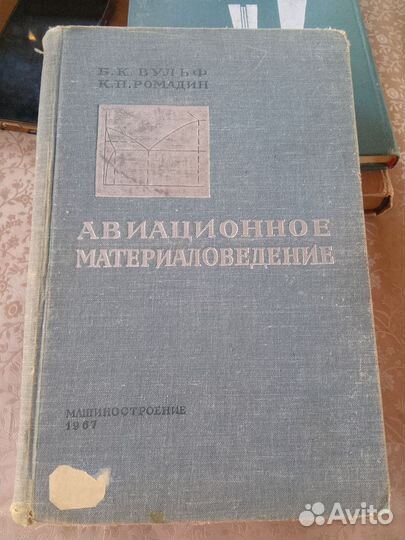 Б.К. ВУЛЬФ
К.П. РОМАДИН
АВИАЦИОННОЕ
МАТЕРИАЛОВЕДЕНИЕ
МАШИНОСТРОЕНИЕ
1967
Avito